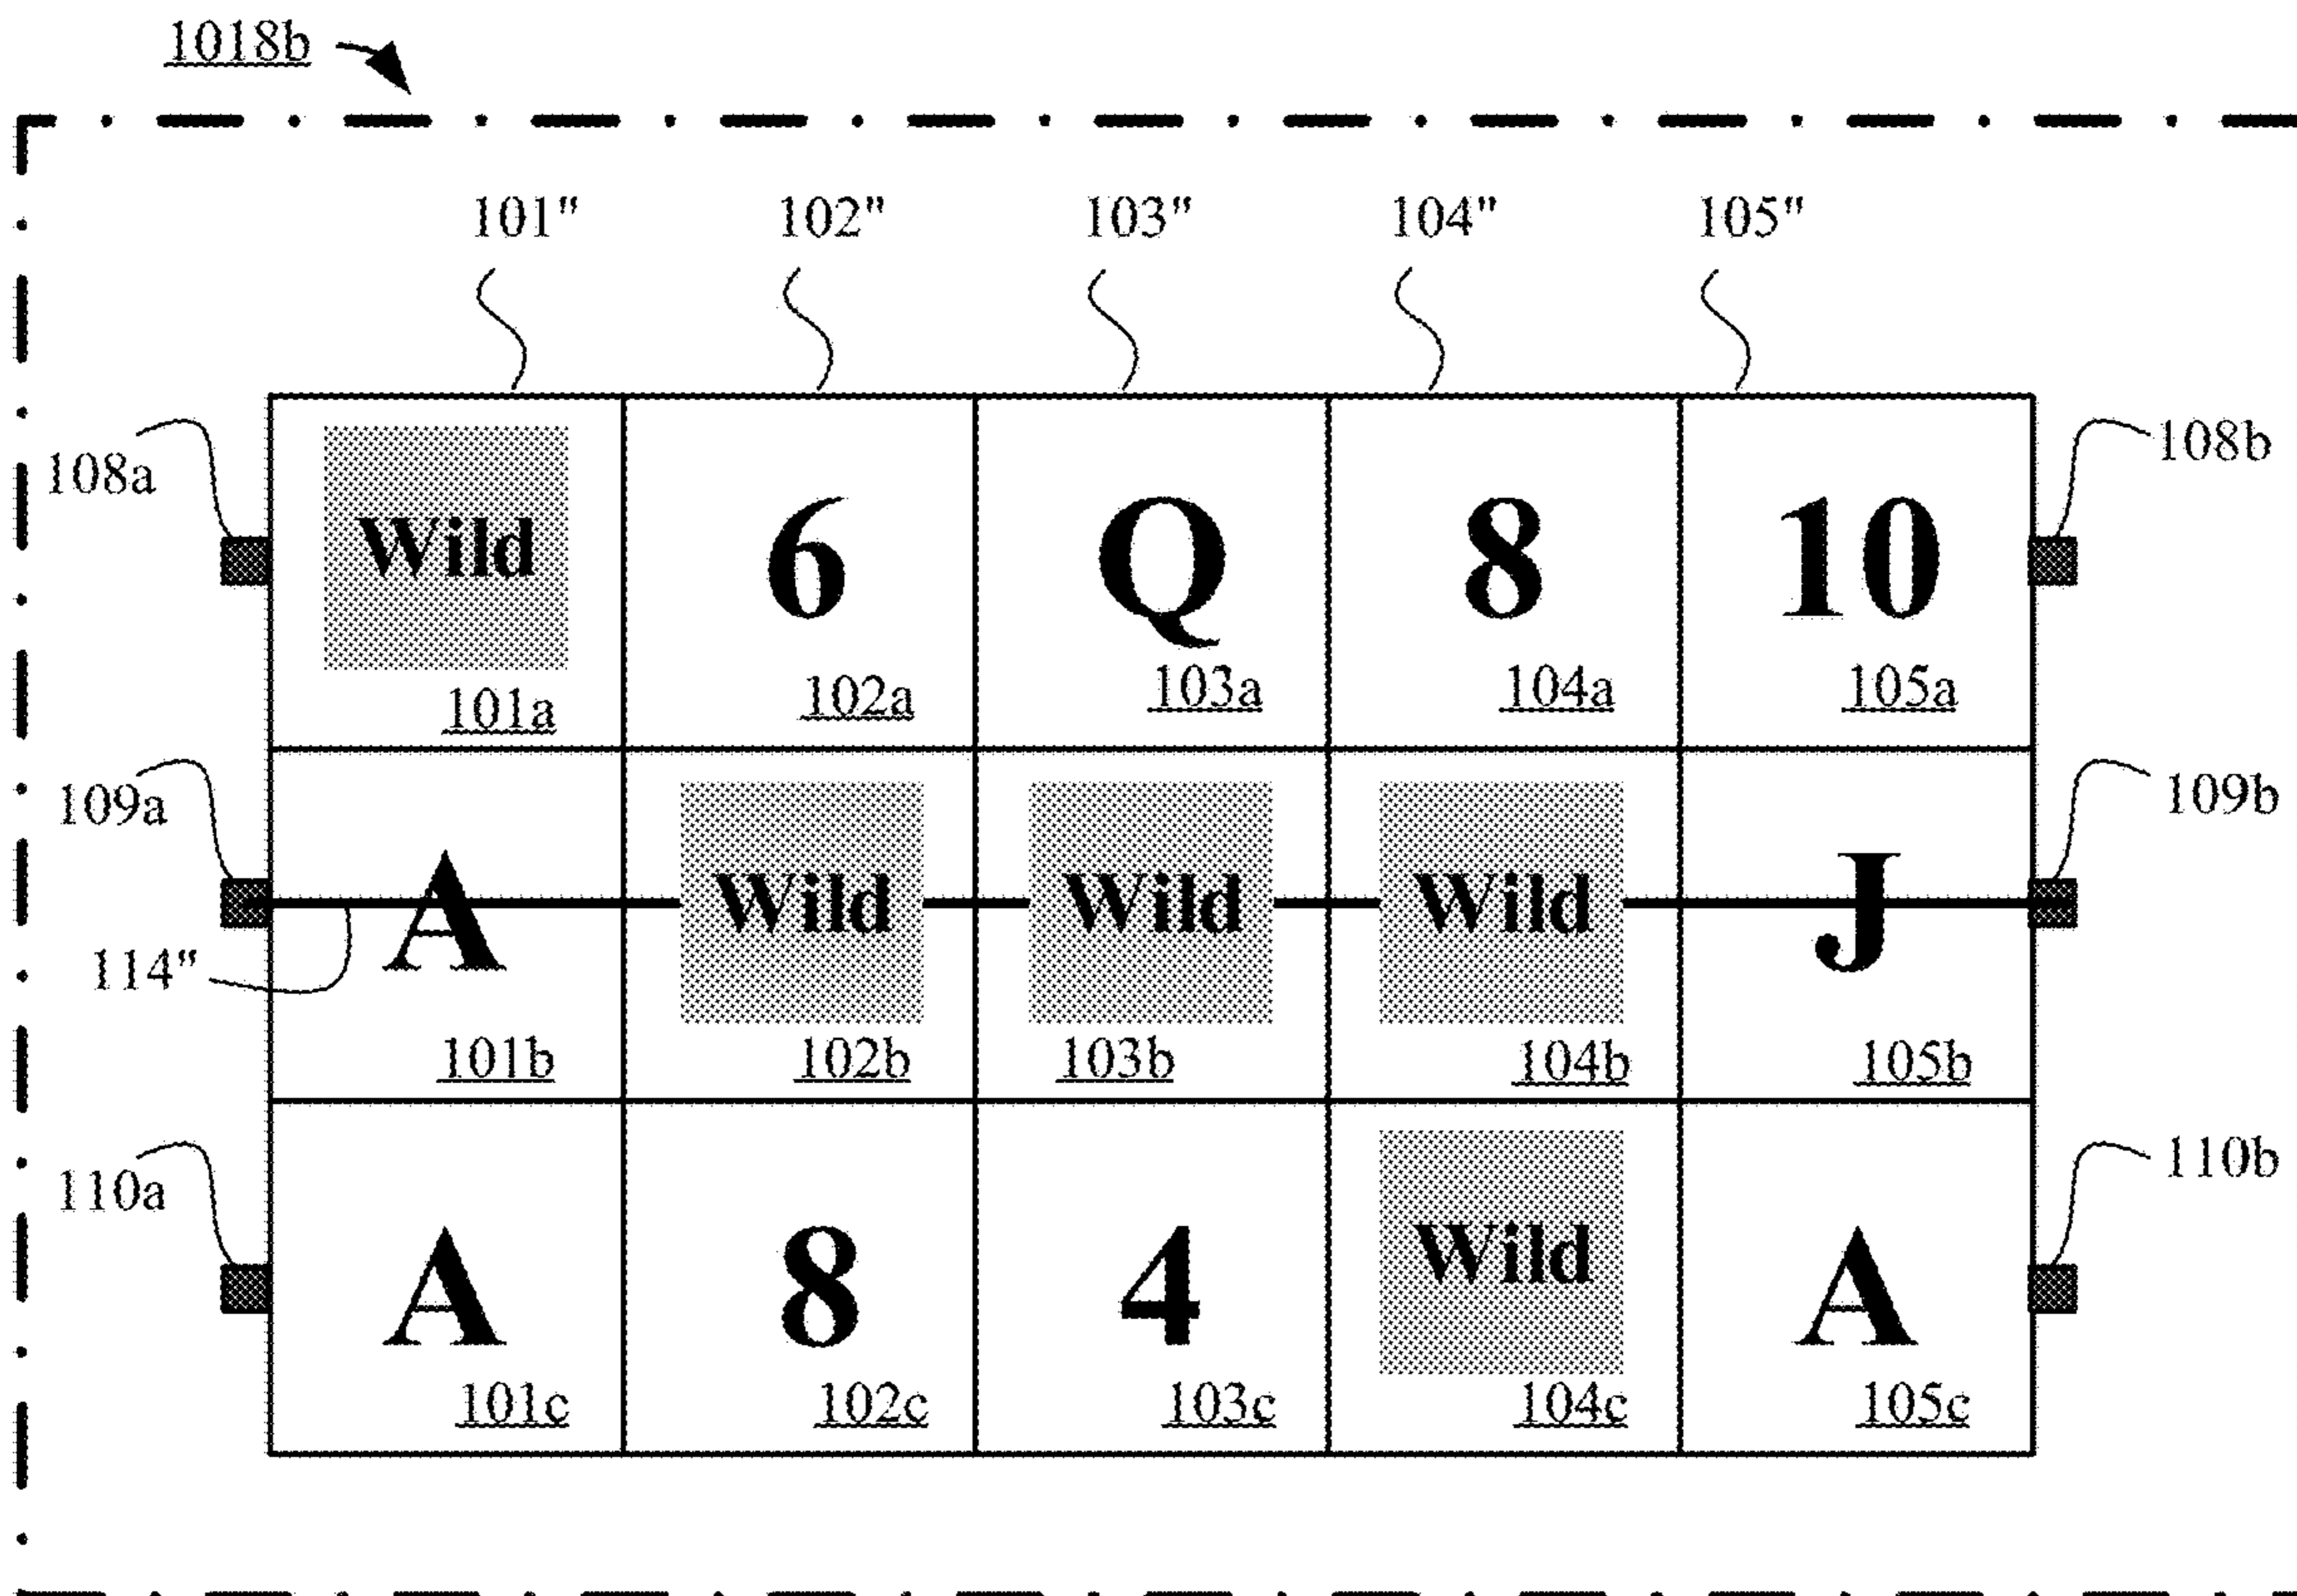 1018b
101" 102" 103" 104" 105"
108a 108b
Wild 6 Q 8 10
101a 102a 103a 104a 105a
109a 109b
A Wild Wild Wild J
114"
101b 102b 103b 104b 105b
110a 110b
A 8 4 Wild A
101c 102c 103c 104c 105c